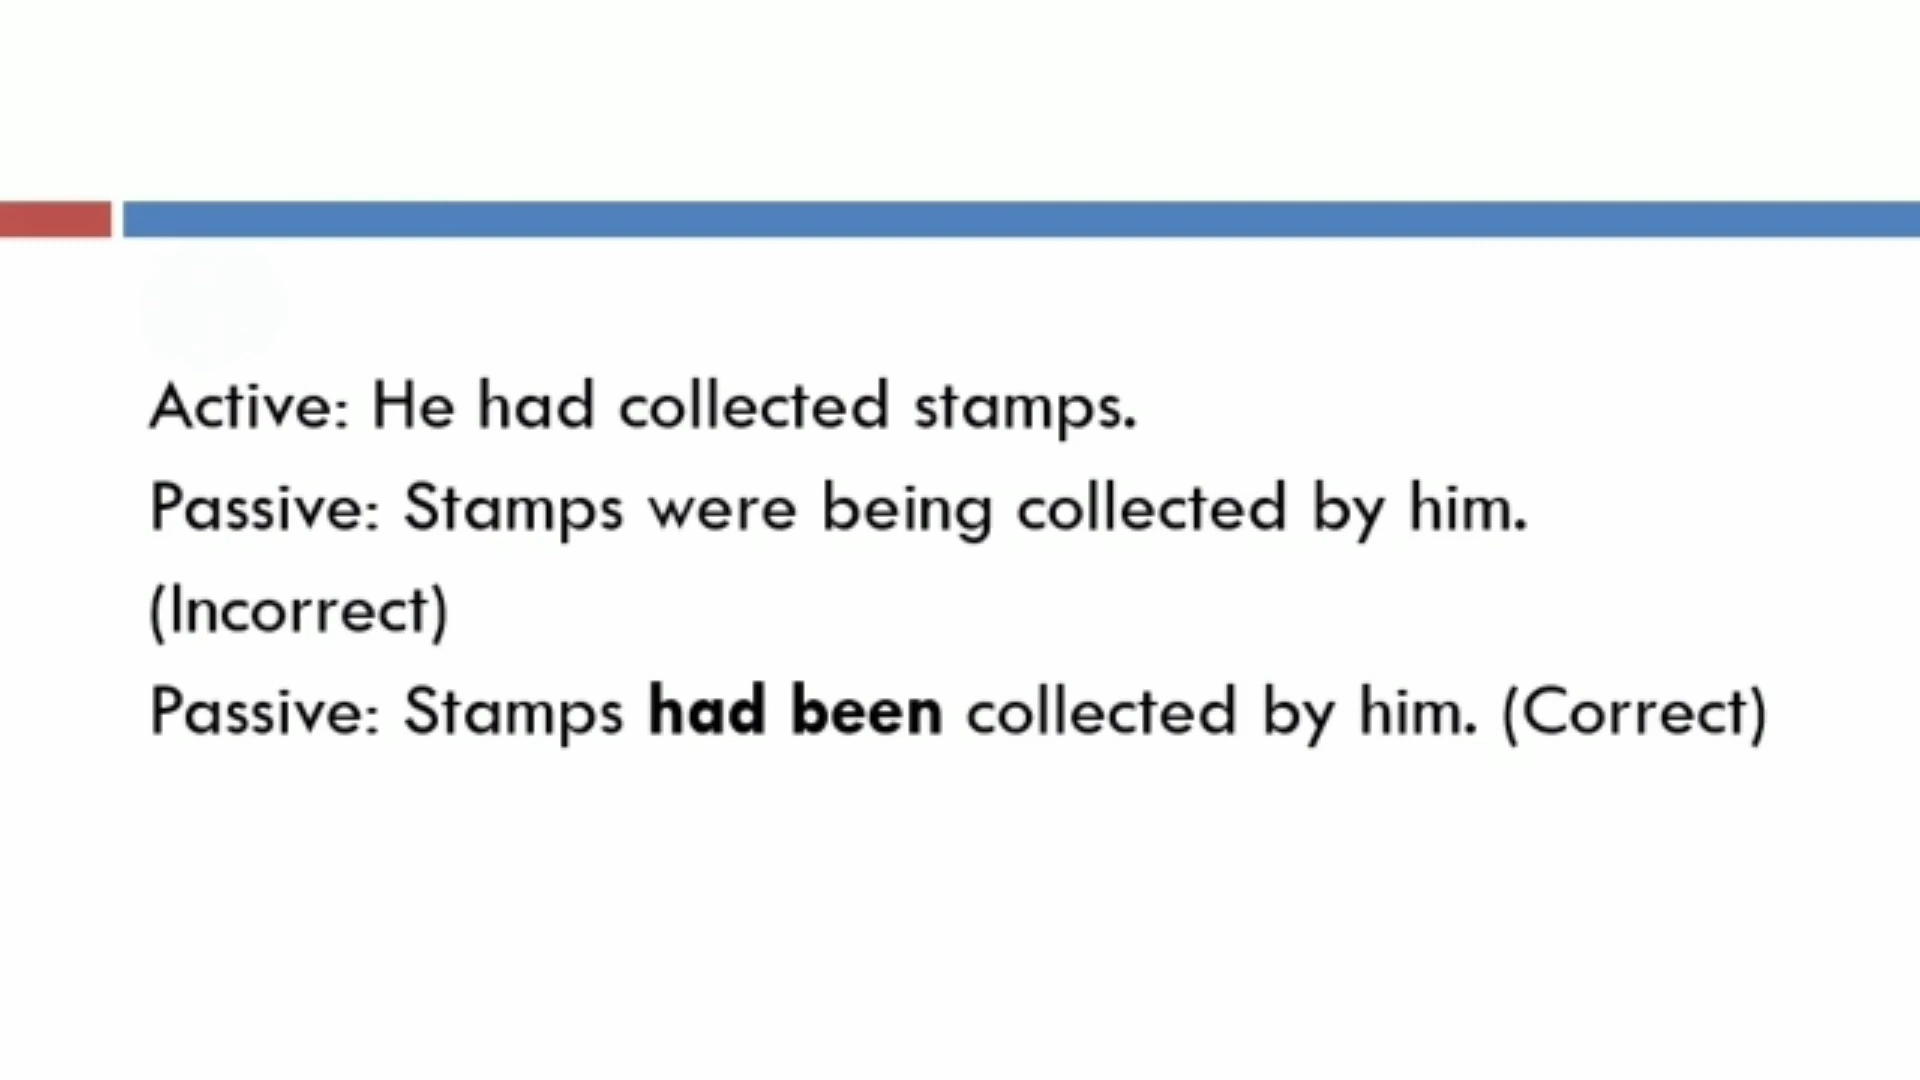 Active: He had collected stamps.
Passive: Stamps were being collected by him.
(Incorrect)
Passive: Stamps had been collected by him. (Correct)